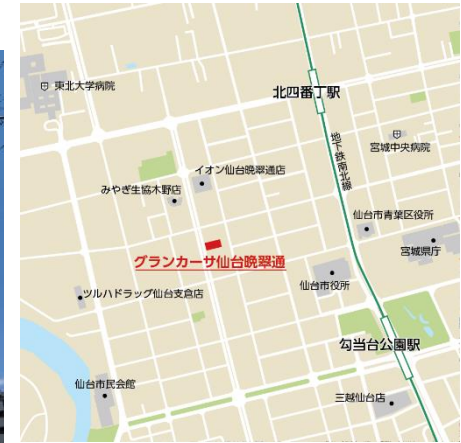 東北大学病院
北四番丁駅
地下鉄南北線
宮城中央病院
イオン仙台晩翠通店
みやぎ生協木町店
仙台市青葉区役所
グランカーサ仙台晩翠通
宮城県庁
仙台市役所
ツルハドラッグ仙台支倉店
勾当台公園駅
仙台市民会館
三越仙台店